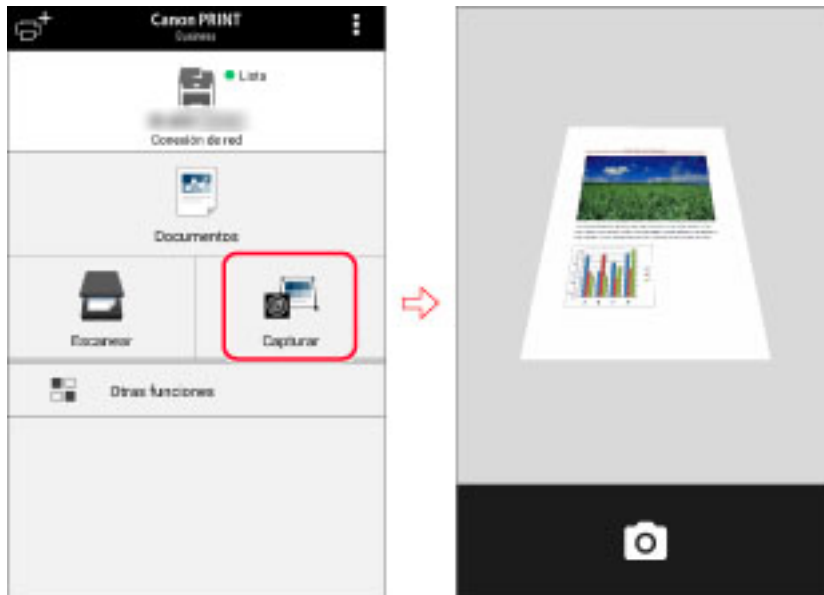 Canon PRINT
Business
Lista
Conexión de red
Documentos
Escanear
Capturar
Otras funciones